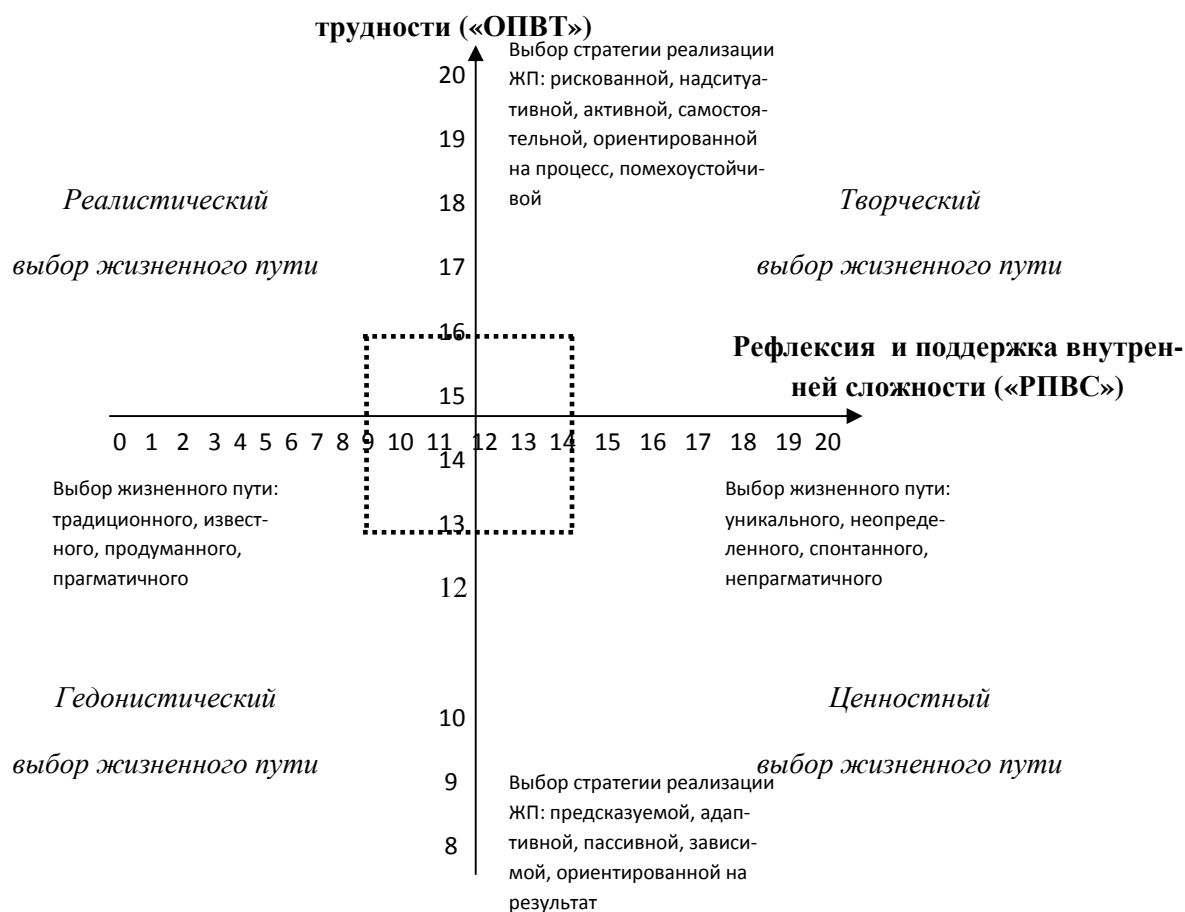 трудности («ОПВТ»)
Выбор стратегии реализации
ЖП: рискованной, надситуа-
тивной, активной, самостоя-
тельной, ориентированной
на процесс, помехоустойчи-
вой
20
19
18
17
16
15
14
13
12
10
9
8
Реалистический
выбор жизненного пути
Творческий
выбор жизненного пути
Рефлексия и поддержка внутрен-
ней сложности («РПВС»)
0 1 2 3 4 5 6 7 8 9 10 11 12 13 14 15 16 17 18 19 20
Выбор жизненного пути:
традиционного, извест-
ного, продуманного,
прагматичного
Выбор жизненного пути:
уникального, неопреде-
ленного, спонтанного,
непрагматичного
Гедонистический
выбор жизненного пути
Ценностный
выбор жизненного пути
Выбор стратегии реализации
ЖП: предсказуемой, адап-
тивной, пассивной, зависи-
мой, ориентированной на
результат